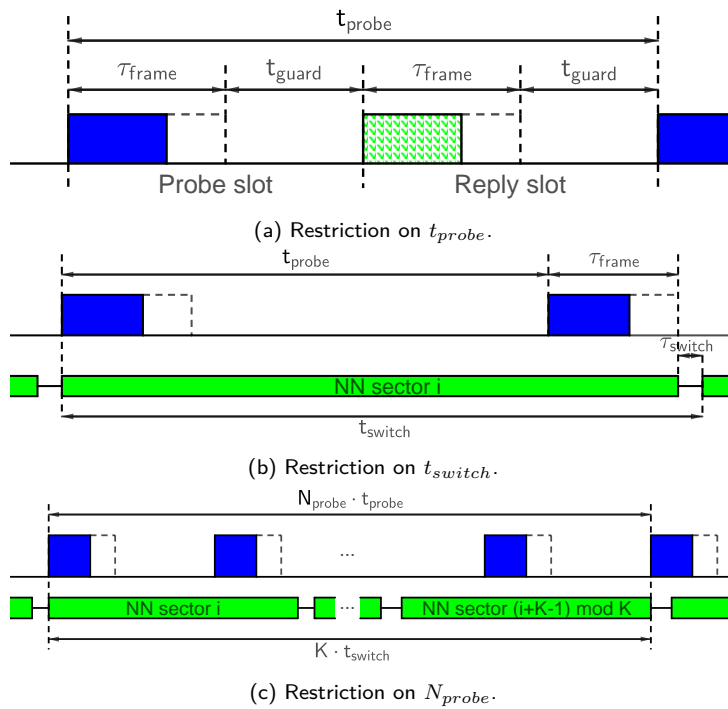 t_probe
τ_frame t_guard τ_frame t_guard
Probe slot Reply slot
(a) Restriction on t_probe.
t_probe τ_frame
τ_switch
NN sector i
t_switch
(b) Restriction on t_switch.
N_probe · t_probe
...
NN sector i ... NN sector (i+K-1) mod K
K · t_switch
(c) Restriction on N_probe.